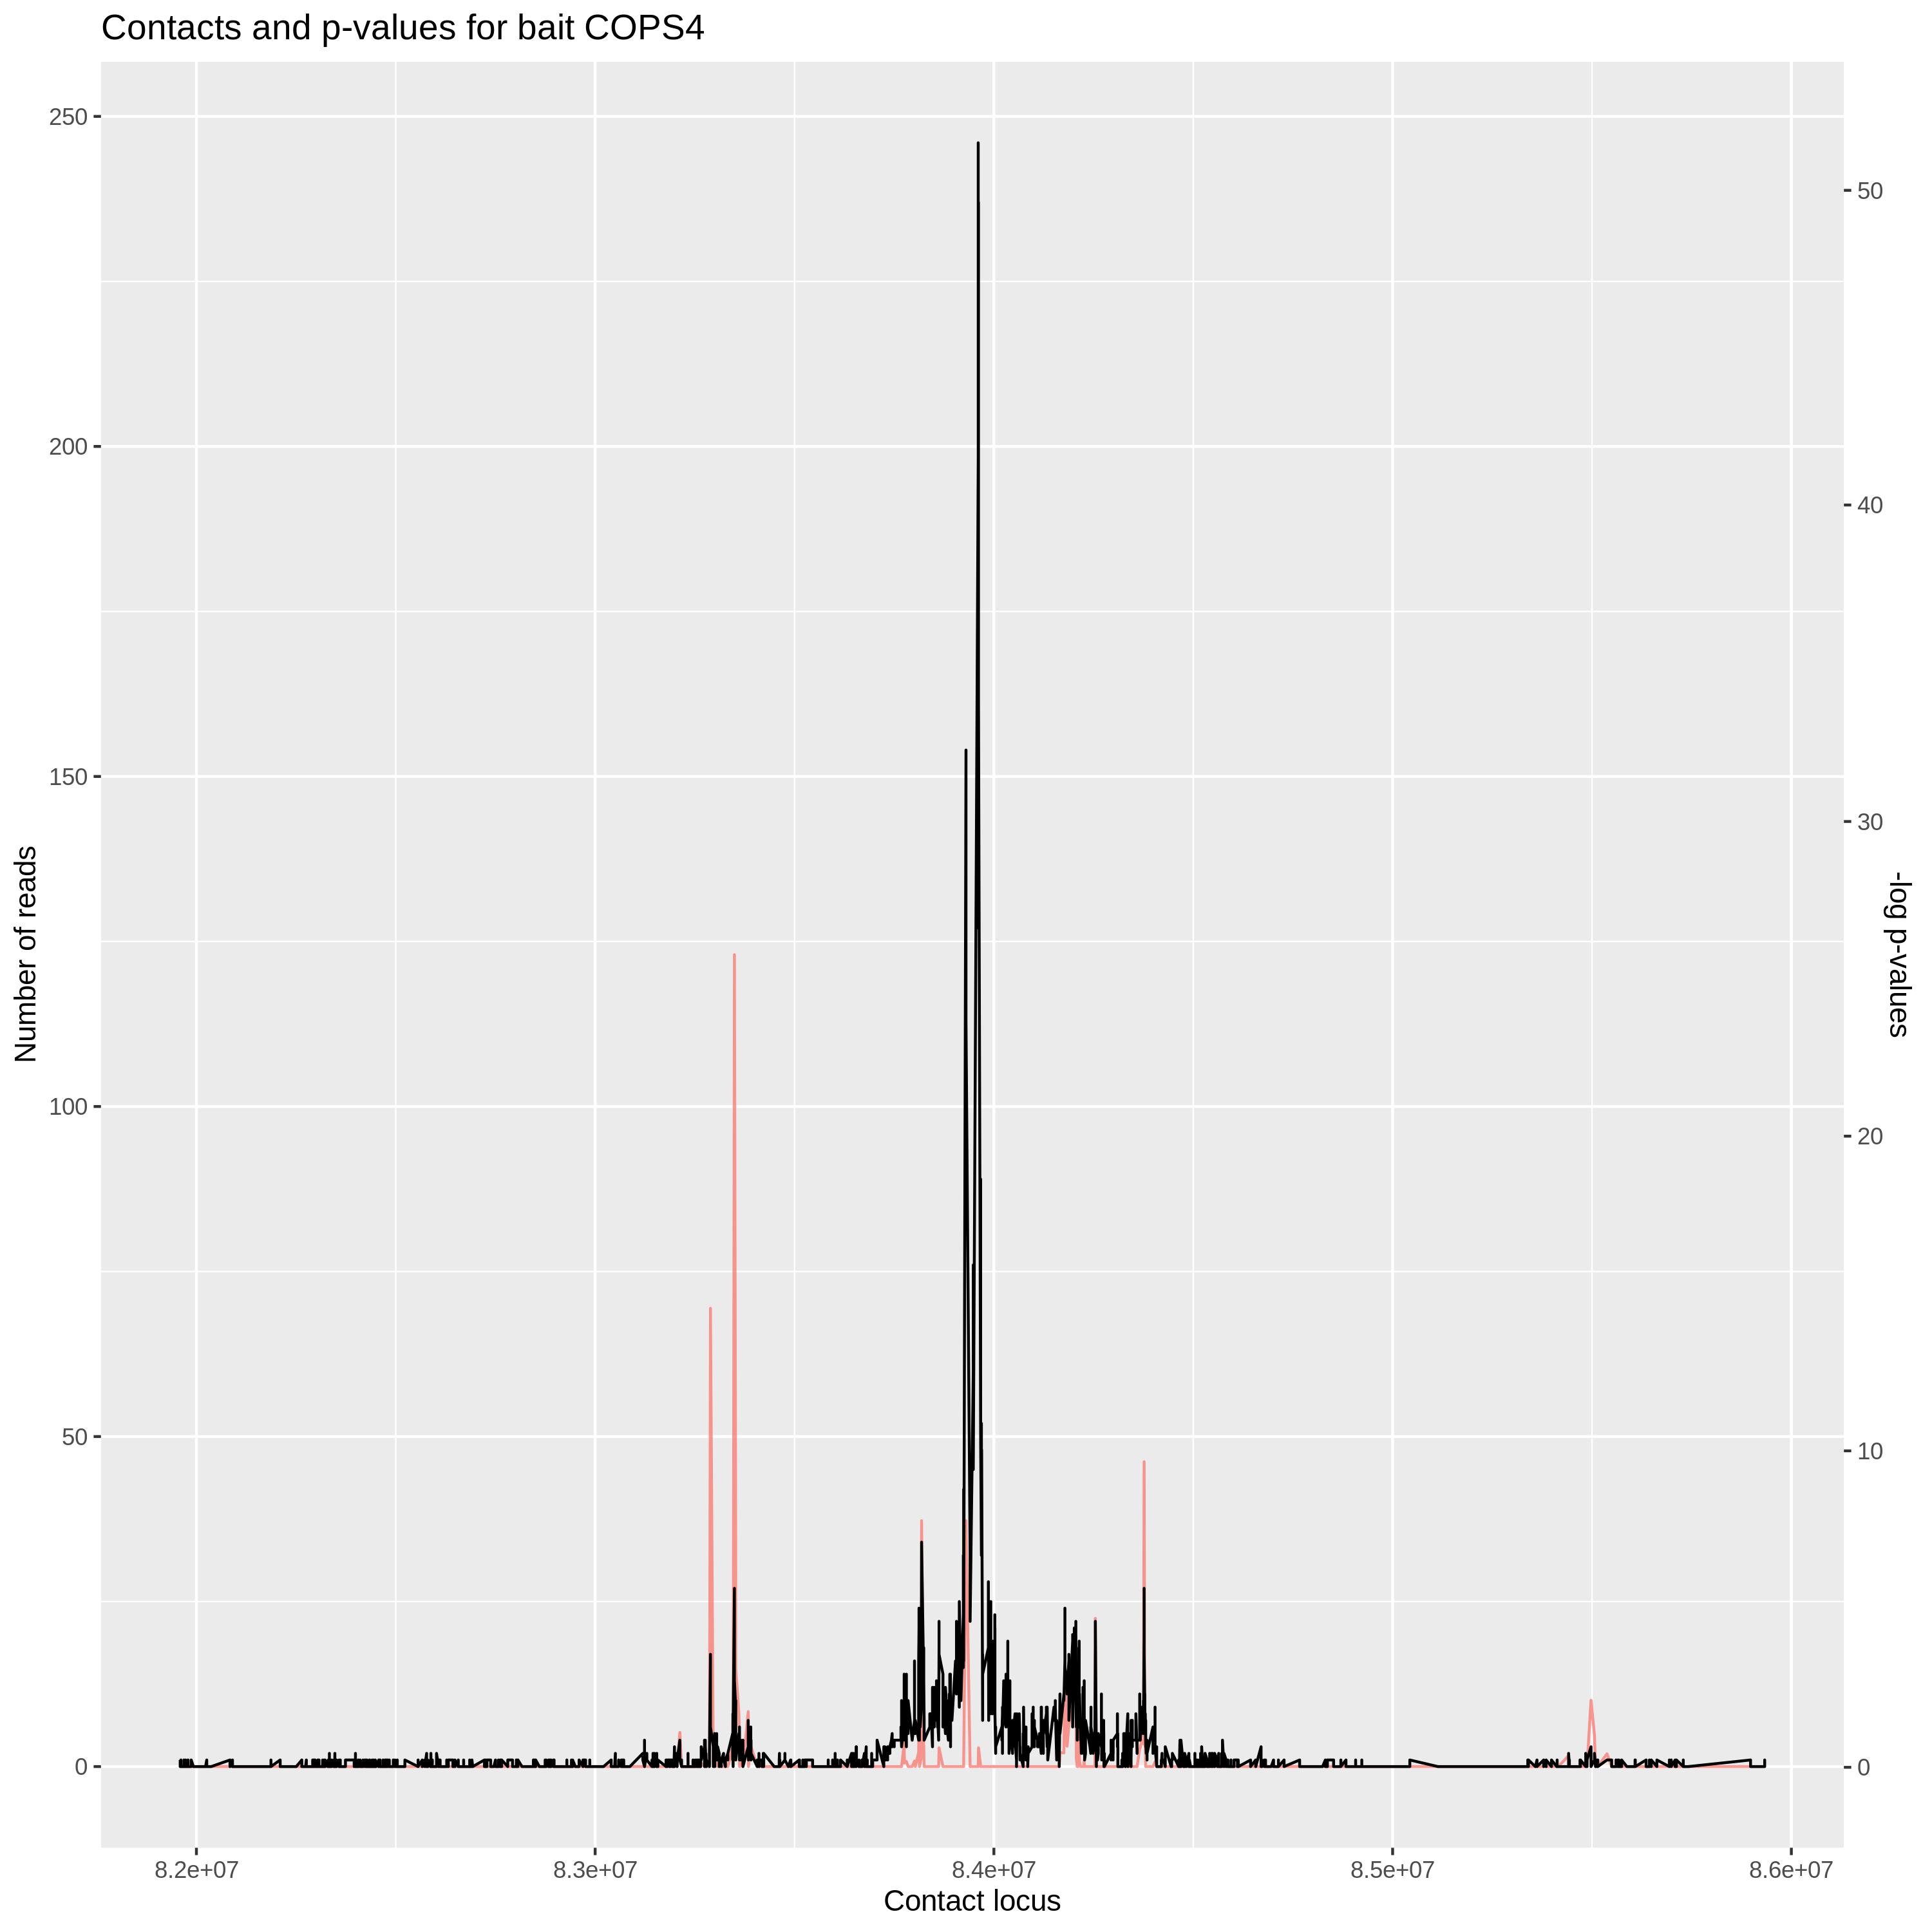 Contacts and p-values for bait COPS4
250
200
150
100
50
0
Number of reads
50
40
30
20
10
0
-log p-values
8.2e+07
8.3e+07
8.4e+07
8.5e+07
8.6e+07
Contact locus